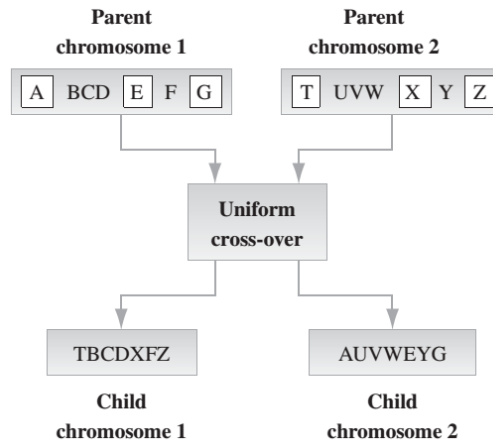 Parent
chromosome 1
Parent
chromosome 2
A BCD E F G
T UVW X Y Z
Uniform
cross-over
TBCDXFZ
AUVWEYG
Child
chromosome 1
Child
chromosome 2